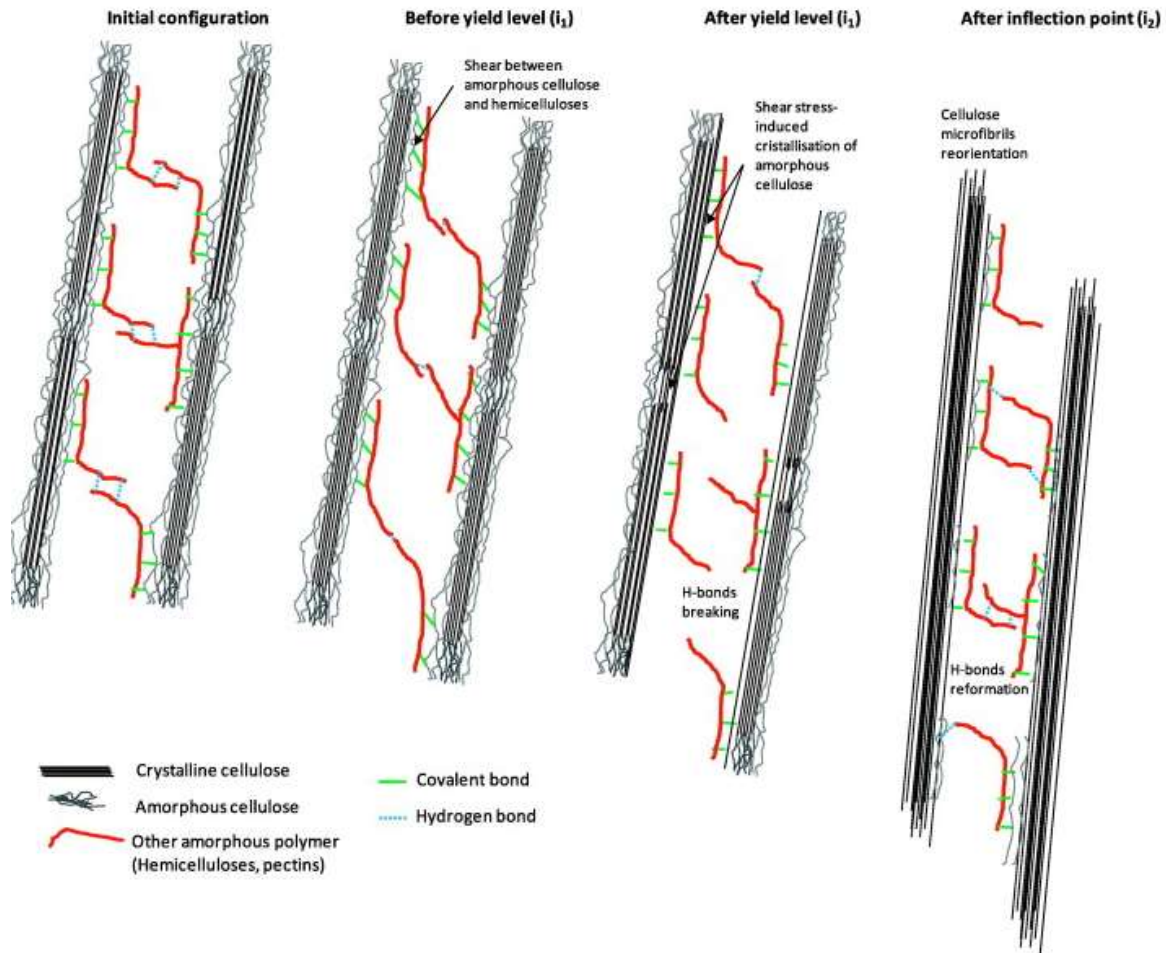 Initial configuration
Before yield level (i₁)
After yield level (i₁)
After inflection point (i₂)
Shear between
amorphous cellulose
and hemicelluloses
Shear stress-
induced
cristallisation of
amorphous
cellulose
Cellulose
microfibrils
reorientation
H-bonds
breaking
H-bonds
reformation
Crystalline cellulose
Amorphous cellulose
Other amorphous polymer
(Hemicelluloses, pectins)
Covalent bond
Hydrogen bond